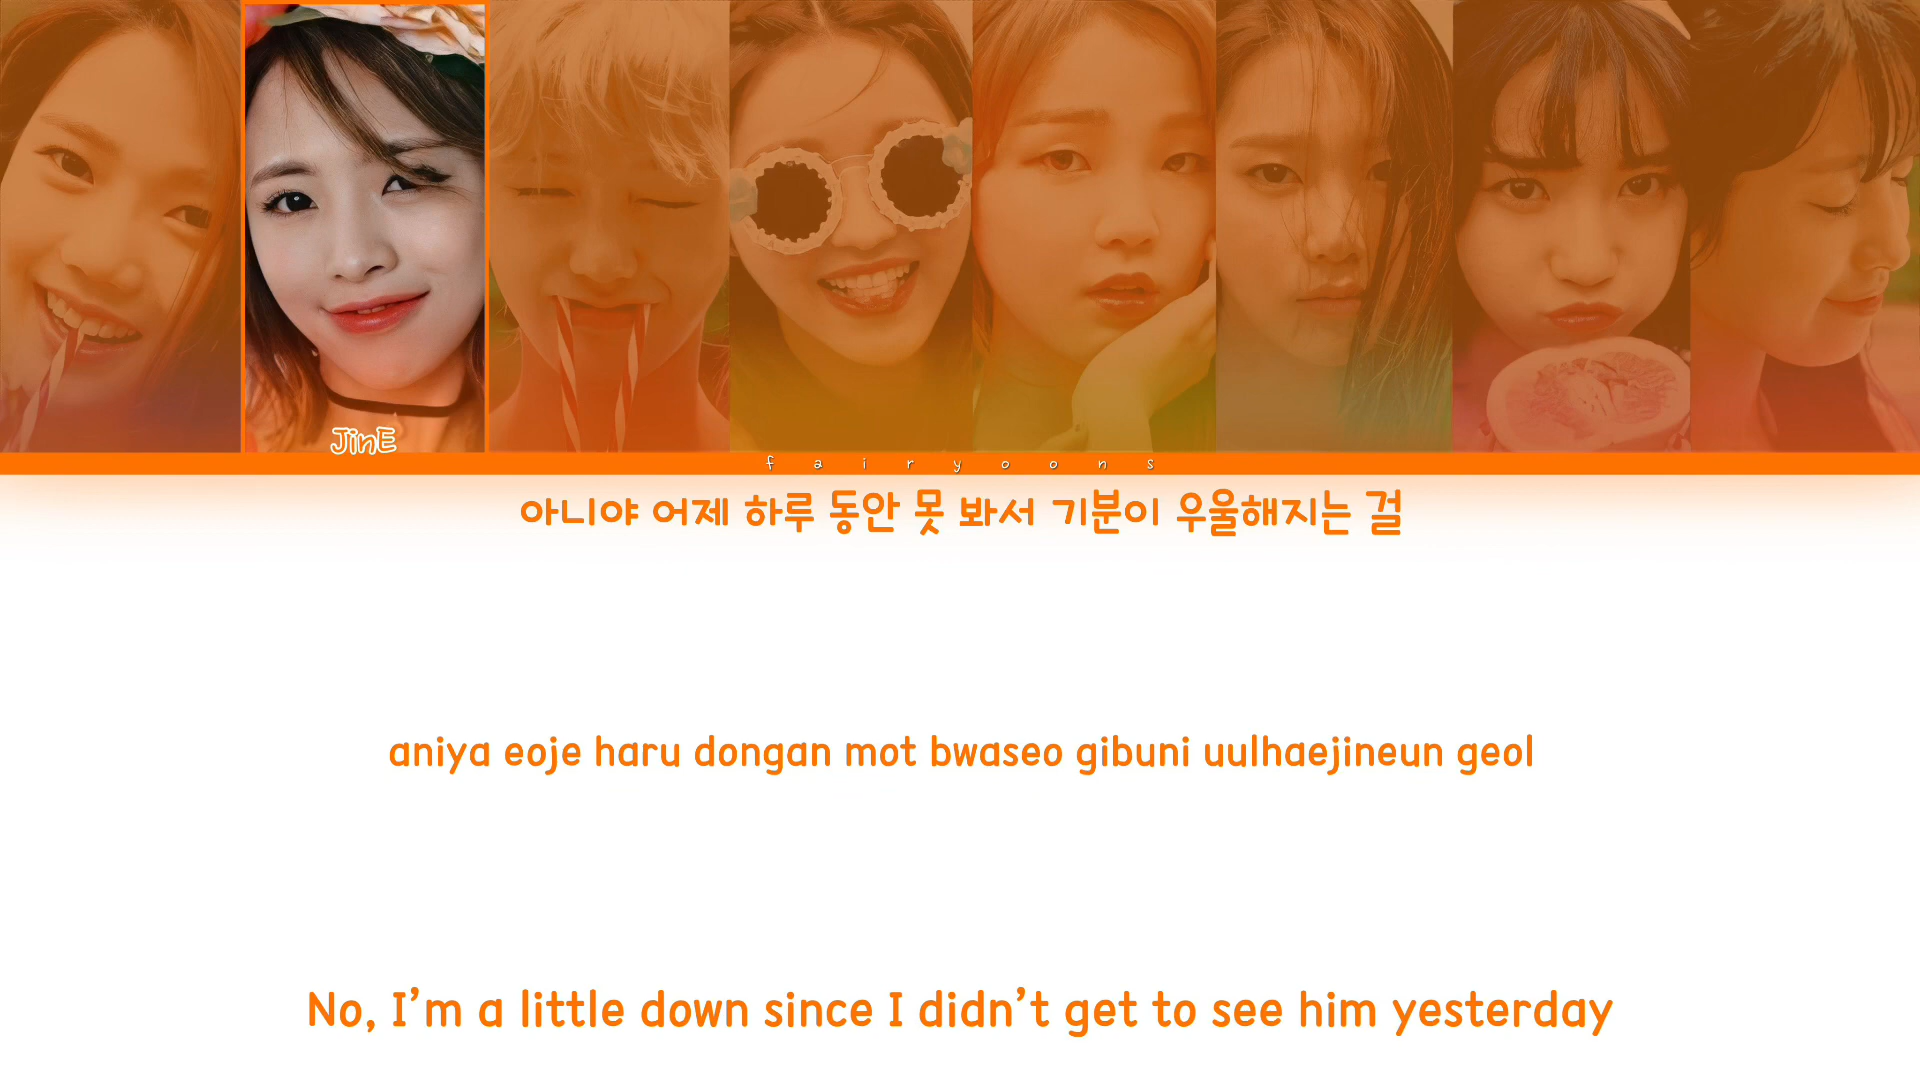 JinE
fairyoons
아니야 어제 하루 동안 못 봐서 기분이 우울해지는 걸
aniya eoje haru dongan mot bwaseo gibuni uulhaejineun geol
No, I’m a little down since I didn’t get to see him yesterday